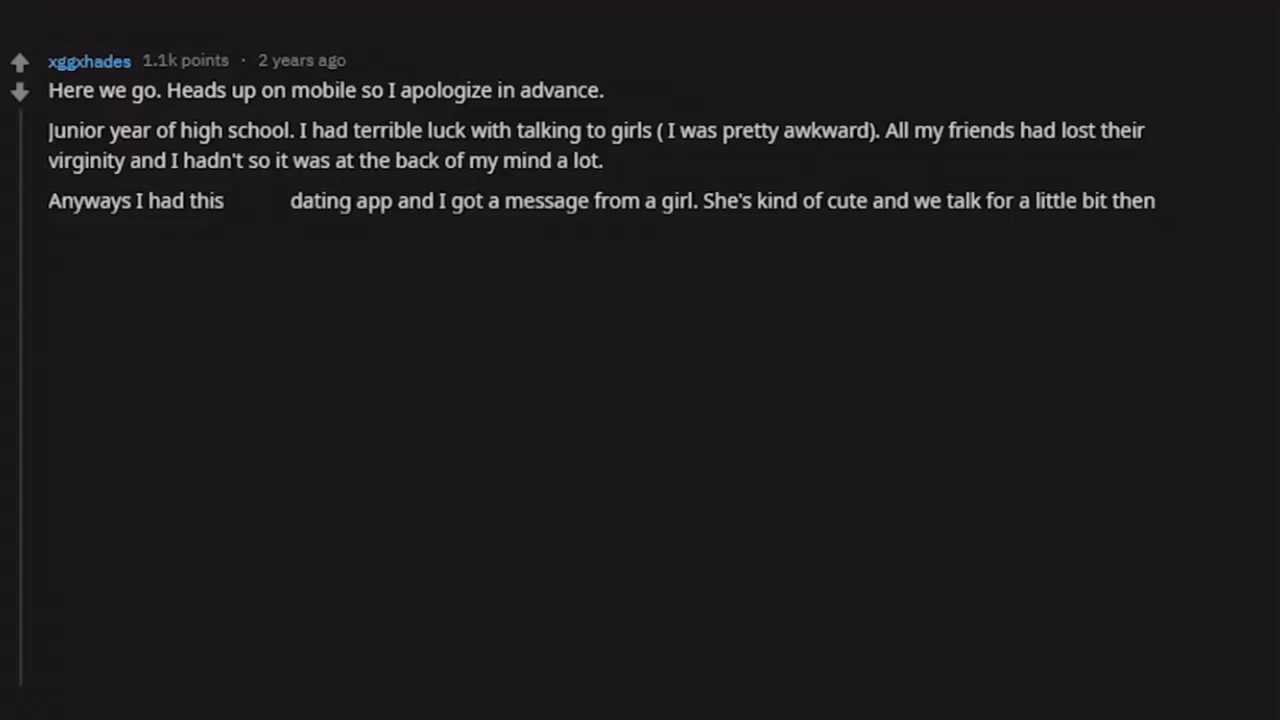 xggxhades 1.1k points · 2 years ago
Here we go. Heads up on mobile so I apologize in advance.
Junior year of high school. I had terrible luck with talking to girls ( I was pretty awkward). All my friends had lost their
virginity and I hadn't so it was at the back of my mind a lot.
Anyways I had this dating app and I got a message from a girl. She's kind of cute and we talk for a little bit then